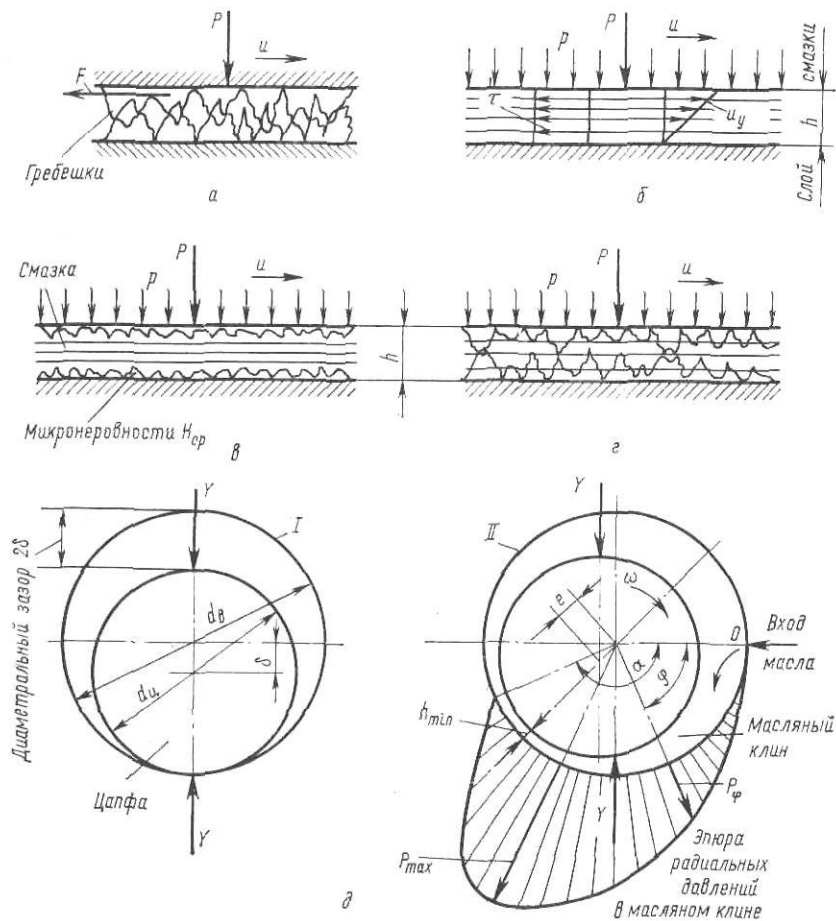 P
u
F
Гребешки
а
P
u
p
τ
u_y
h
Слой смазки
б
Смазка
P
u
p
h
Микронеровности H_ср
в
P
u
p
г
Диаметральный зазор 2δ
Y
I
d_в
d_ц
δ
Цапфа
Y
Y
II
e
ω
α
φ
0
Вход
масла
h_min
Масляный
клин
Y
P_φ
P_max
Эпюра
радиальных
давлений
в масляном клине
д